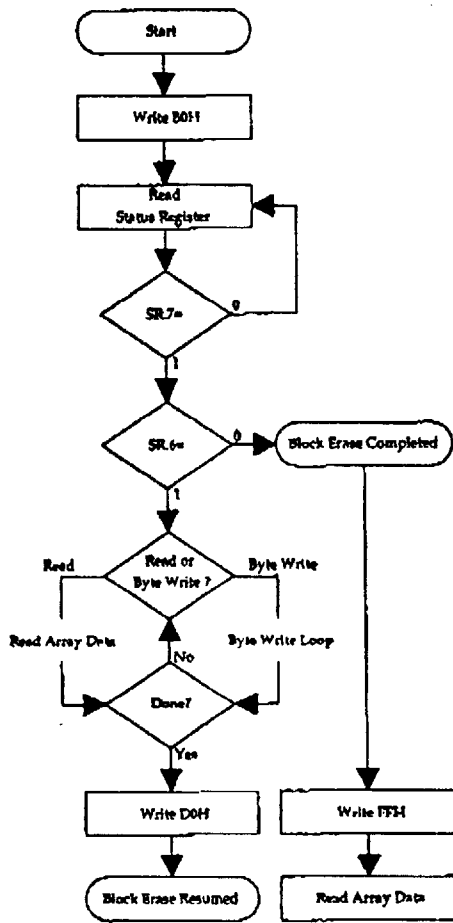 Start
Write B0H
Read
Status Register
SR.7=
0
1
SR.6=
0
Block Erase Completed
1
Read or
Byte Write ?
Read
Byte Write
Read Array Data
Byte Write Loop
No
Done?
Yes
Write D0H
Write FFH
Block Erase Resumed
Read Array Data